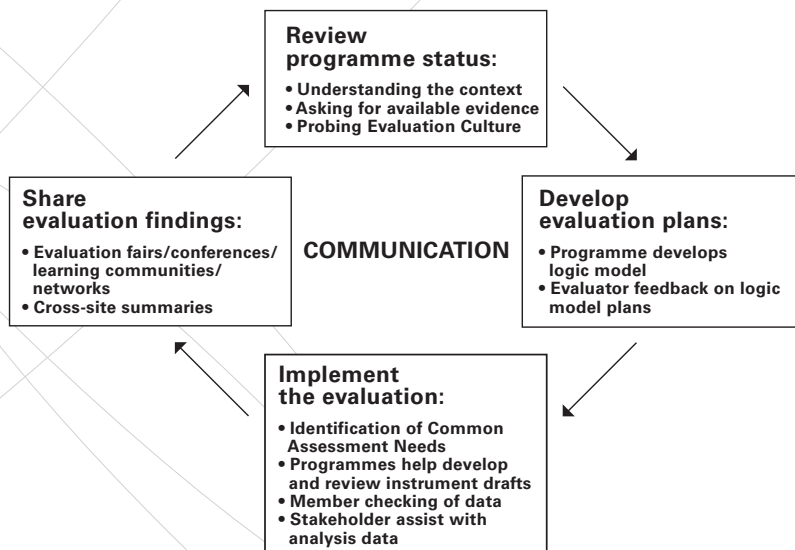 Review
programme status:
• Understanding the context
• Asking for available evidence
• Probing Evaluation Culture
Share
evaluation findings:
• Evaluation fairs/conferences/
learning communities/
networks
• Cross-site summaries
COMMUNICATION
Develop
evaluation plans:
• Programme develops
logic model
• Evaluator feedback on logic
model plans
Implement
the evaluation:
• Identification of Common
Assessment Needs
• Programmes help develop
and review instrument drafts
• Member checking of data
• Stakeholder assist with
analysis data